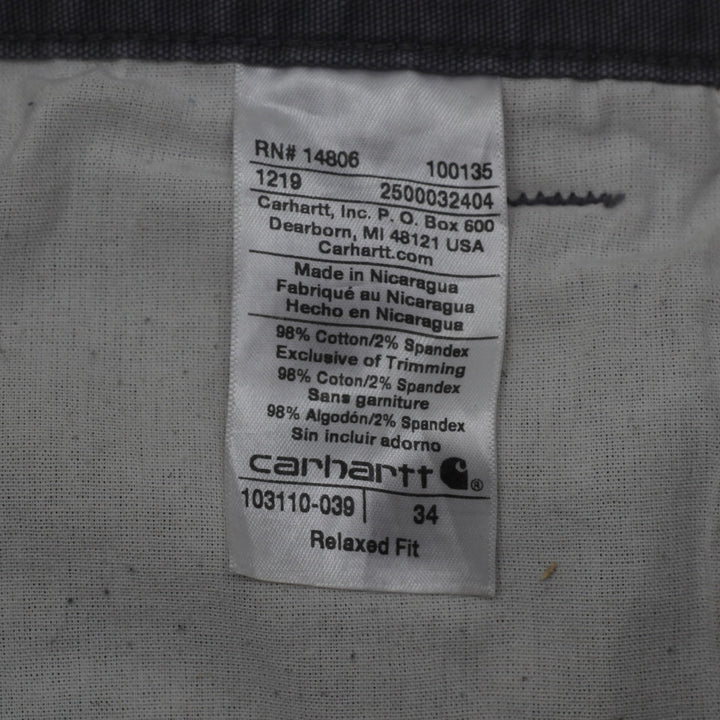 RN# 14806 100135
1219 2500032404
Carhartt, Inc. P. O. Box 600
Dearborn, MI 48121 USA
Carhartt.com
Made in Nicaragua
Fabriqué au Nicaragua
Hecho en Nicaragua
98% Cotton/2% Spandex
Exclusive of Trimming
98% Coton/2% Spandex
Sans garniture
98% Algodón/2% Spandex
Sin incluir adorno
carhartt ®
103110-039 | 34
Relaxed Fit